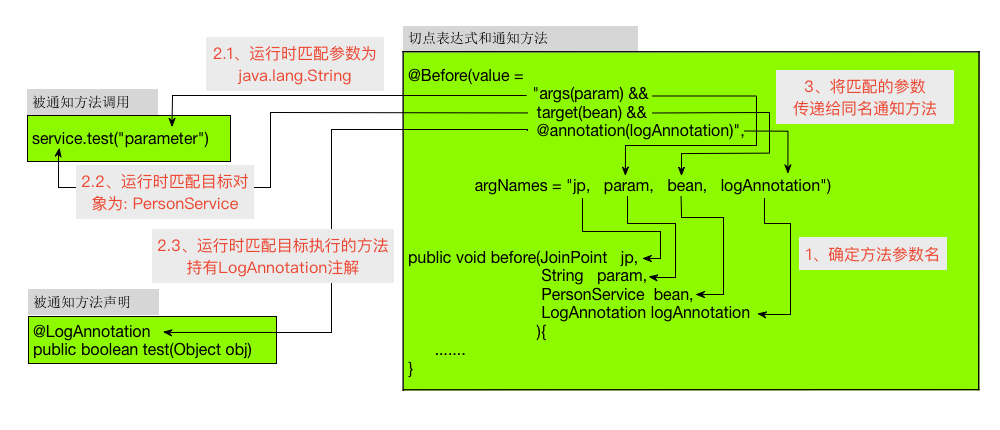 切点表达式和通知方法
@Before(value =
"args(param) &&
target(bean) &&
@annotation(logAnnotation)",
argNames = "jp, param, bean, logAnnotation")
public void before(JoinPoint jp,
String param,
PersonService bean,
LogAnnotation logAnnotation
){
.......
}
2.1、运行时匹配参数为
java.lang.String
被通知方法调用
service.test("parameter")
2.2、运行时匹配目标对
象为: PersonService
2.3、运行时匹配目标执行的方法
持有LogAnnotation注解
被通知方法声明
@LogAnnotation
public boolean test(Object obj)
3、将匹配的参数
传递给同名通知方法
1、确定方法参数名